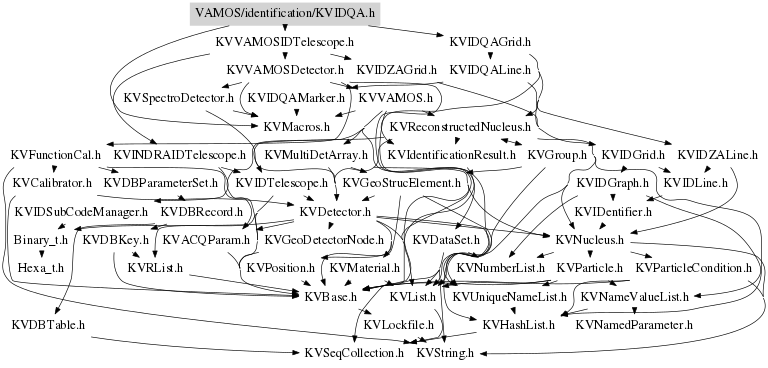 VAMOS/identification/KVIDQA.h
KVVAMOSIDTelescope.h
KVIDQAGrid.h
KVVAMOSDetector.h
KVIDZAGrid.h
KVIDQALine.h
KVSpectroDetector.h
KVIDQAMarker.h
KVVAMOS.h
KVMacros.h
KVReconstructedNucleus.h
KVFunctionCal.h
KVINDRAIDTelescope.h
KVMultiDetArray.h
KVIdentificationResult.h
KVGroup.h
KVIDGrid.h
KVIDZALine.h
KVCalibrator.h
KVDBParameterSet.h
KVIDTelescope.h
KVGeoStrucElement.h
KVIDGraph.h
KVIDLine.h
KVIDSubCodeManager.h
KVDBRecord.h
KVDetector.h
KVIDentifier.h
Binary_t.h
KVDBKey.h
KVACQParam.h
KVGeoDetectorNode.h
KVDataSet.h
KVNucleus.h
Hexa_t.h
KVRList.h
KVPosition.h
KVMaterial.h
KVNumberList.h
KVParticle.h
KVParticleCondition.h
KVBase.h
KVList.h
KVUniqueNameList.h
KVNameValueList.h
KVDBTable.h
KVLockfile.h
KVHashList.h
KVNamedParameter.h
KVSeqCollection.h
KVString.h